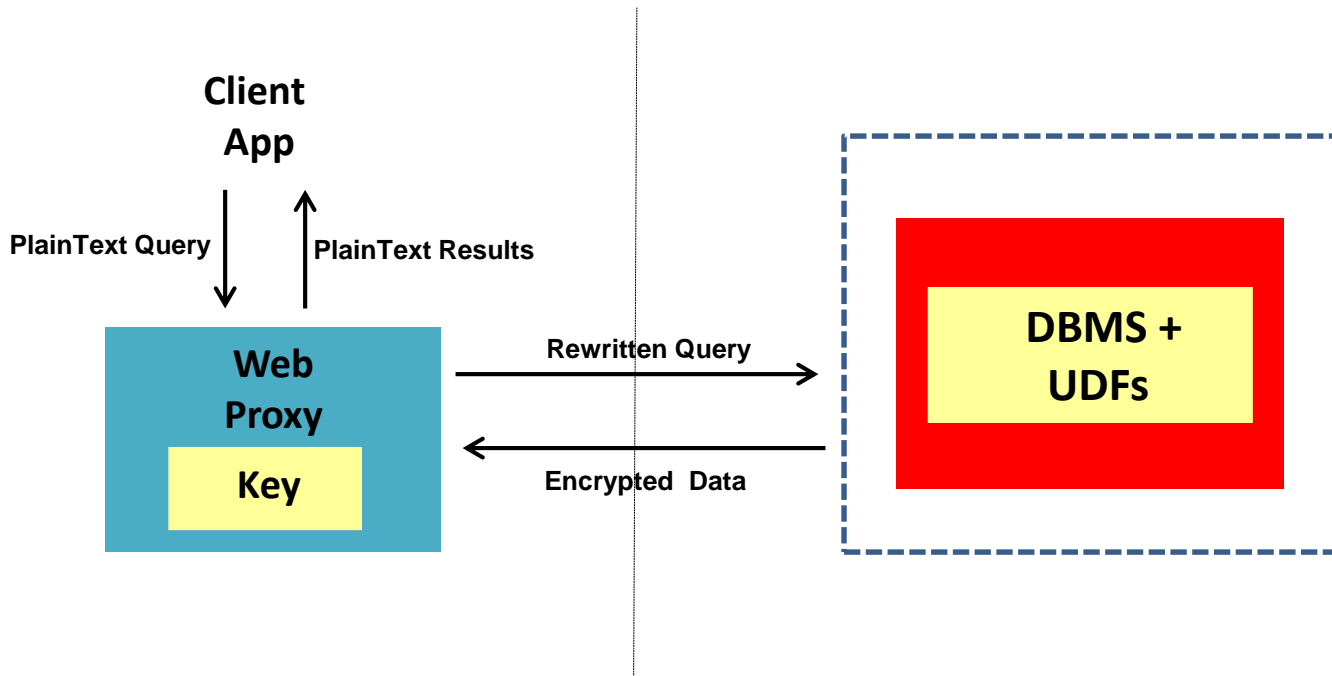 Client
App
PlainText Query
PlainText Results
Web
Proxy
Key
Rewritten Query
Encrypted Data
DBMS +
UDFs